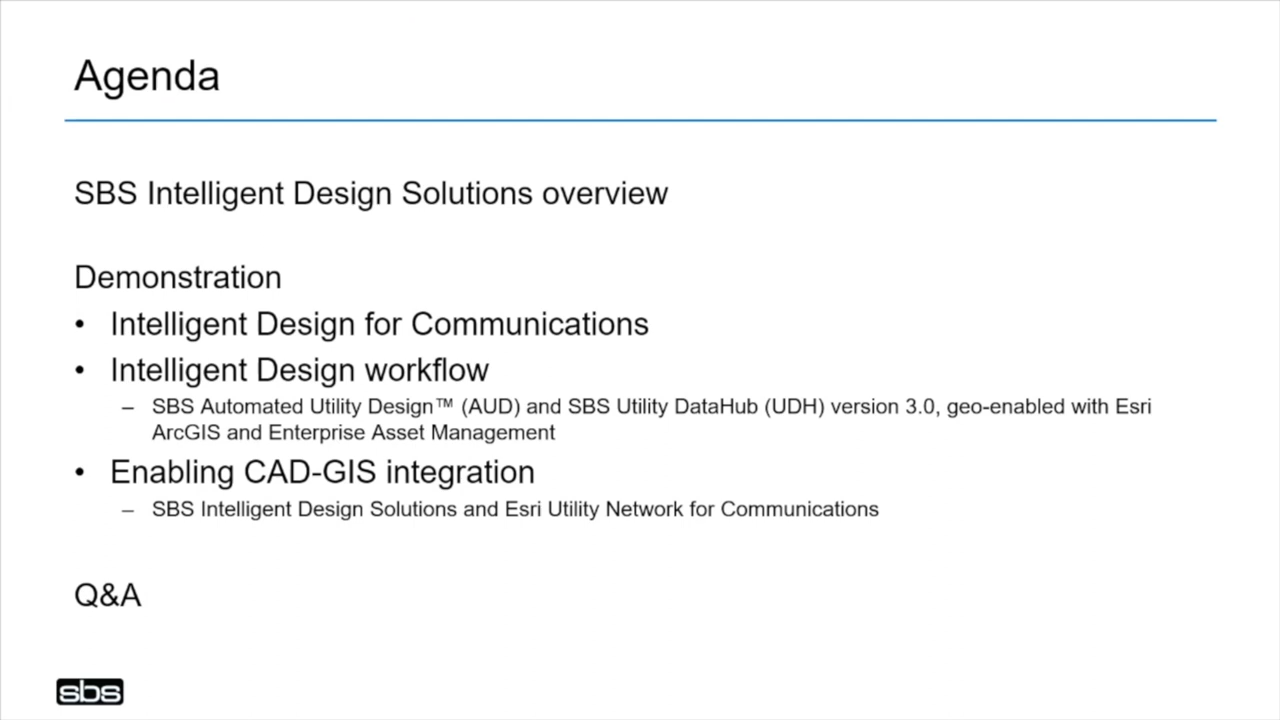 Agenda
SBS Intelligent Design Solutions overview
Demonstration
• Intelligent Design for Communications
• Intelligent Design workflow
– SBS Automated Utility Design™ (AUD) and SBS Utility DataHub (UDH) version 3.0, geo-enabled with Esri
ArcGIS and Enterprise Asset Management
• Enabling CAD-GIS integration
– SBS Intelligent Design Solutions and Esri Utility Network for Communications
Q&A
sbs